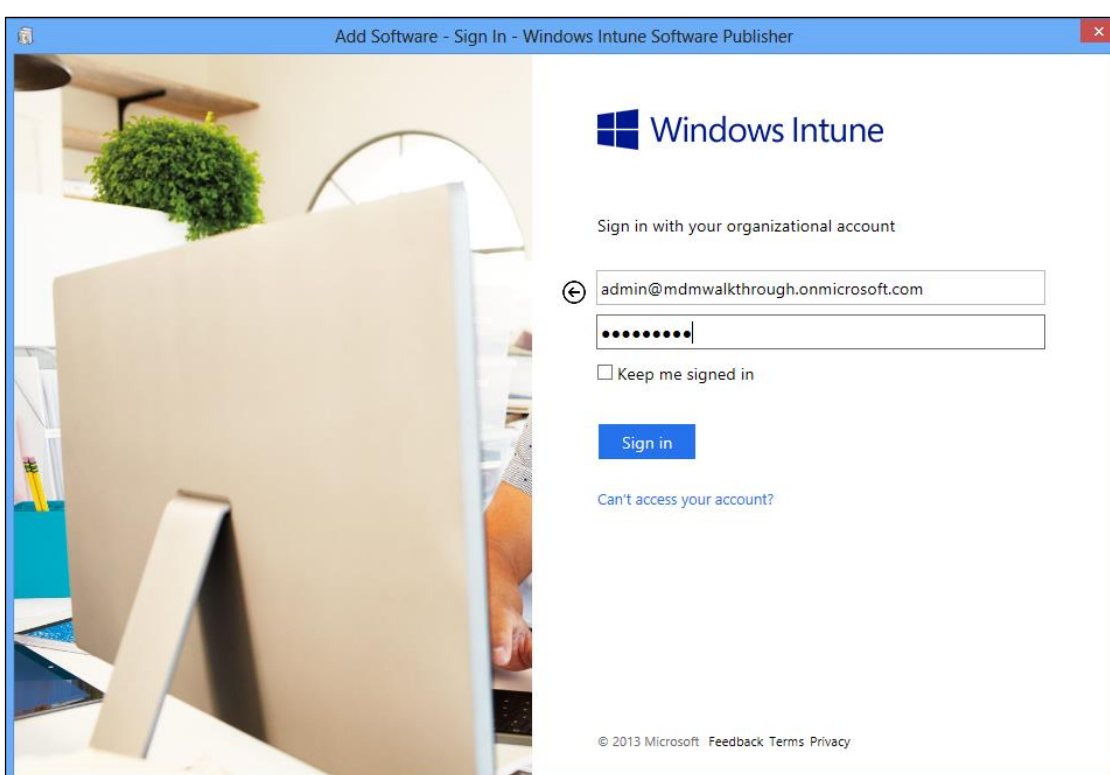 Add Software - Sign In - Windows Intune Software Publisher
Windows Intune
Sign in with your organizational account
admin@mdmwalkthrough.onmicrosoft.com
•••••••••
Keep me signed in
Sign in
Can't access your account?
© 2013 Microsoft Feedback Terms Privacy